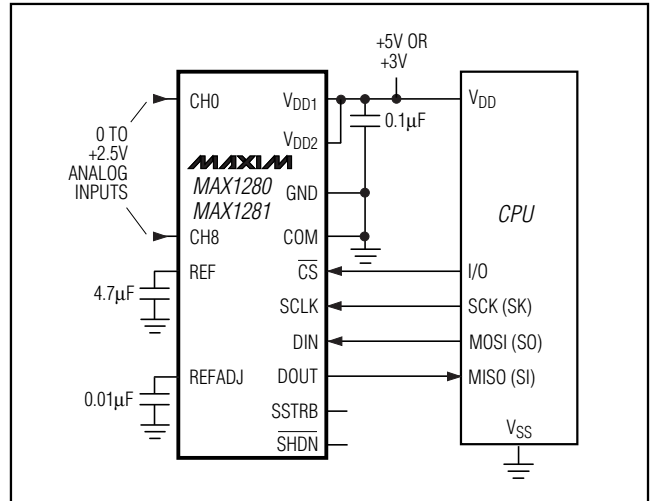 +5V OR
+3V
CH0
VDD1
VDD
0.1μF
0 TO
+2.5V
ANALOG
INPUTS
VDD2
MAXIM
MAX1280
MAX1281
GND
CPU
CH8
COM
REF
CS
I/O
4.7μF
SCLK
SCK (SK)
DIN
MOSI (SO)
REFADJ
DOUT
MISO (SI)
0.01μF
SSTRB
SHDN
VSS